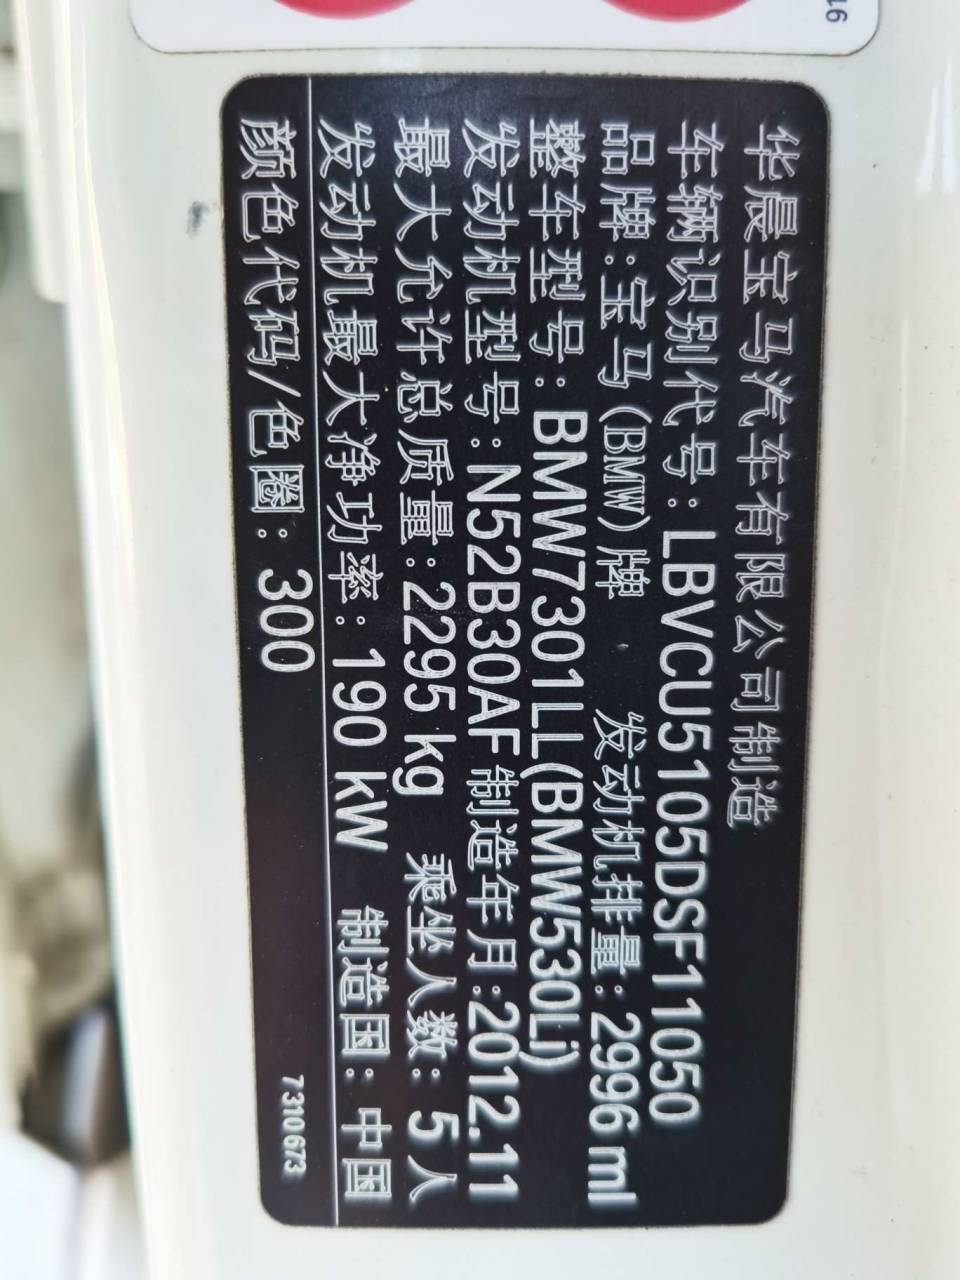 16
华晨宝马汽车有限公司制造
车辆识别代号:LBVCU5105DSF11050
品牌:宝马(BMW)牌 发动机排量:2996 ml
整车型号:BMW7301LL(BMW530Li)
发动机型号:N52B30AF 制造年月:2012.11
最大允许总质量:2295 kg 乘坐人数: 5 人
发动机最大净功率: 190 kW 制造国: 中国
颜色代码/色圈: 300
7310673